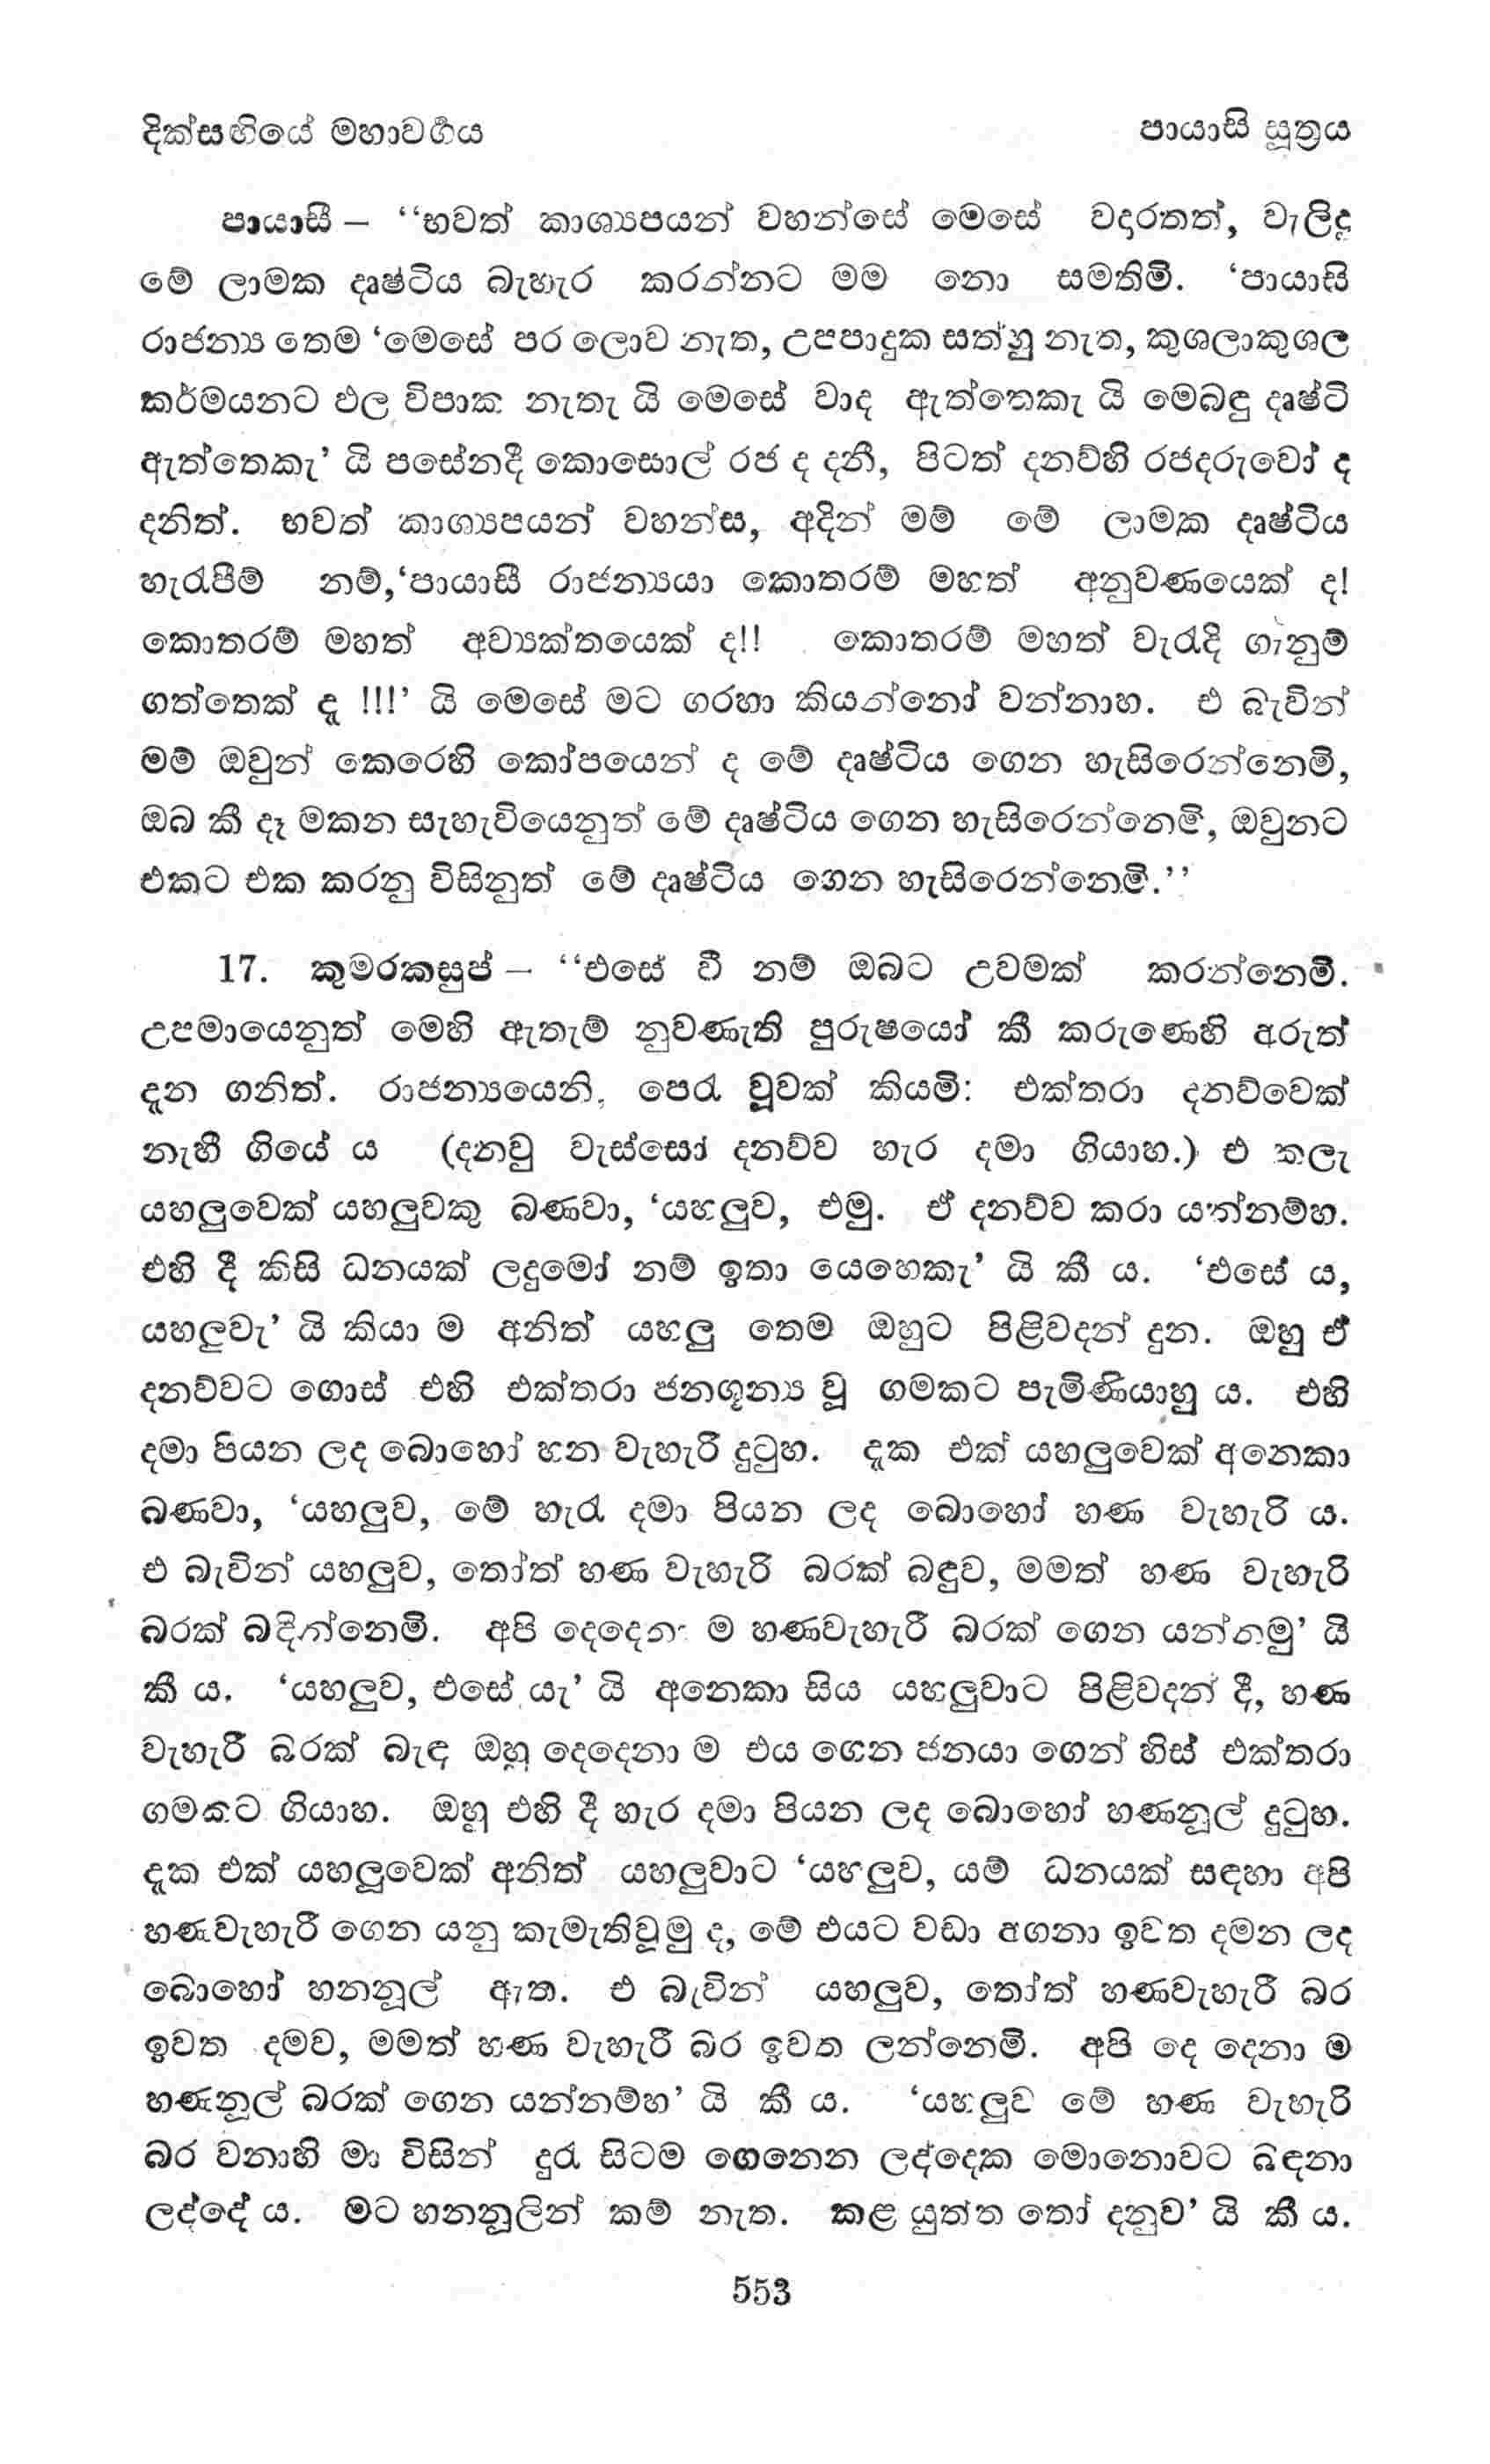 දික්සඟියේ මහාවර්‍ගය
පායාසි සූත්‍රය
පායාසි – ‘‘භවත් කාශ්‍යපයන් වහන්සේ මෙසේ වදාරතත්, වැලිදු
මේ ලාමක දෘෂ්ටිය බැහැර කරන්නට මම නො සමතිමි. ‘පායාසි
රාජන්‍ය තෙම ‘මෙසේ පර ලොව නැත, උපපාදුක සත්හු නැත, කුශලාකුශල
කර්මයනට ඵල විපාක නැතැ යි මෙසේ වාද ඇත්තෙකැ යි මෙබඳු දෘෂ්ටි
ඇත්තෙකැ’ යි පසේනදි කොසොල් රජ ද දනී, පිටත් දනව්හි රජදරුවෝ ද
දනිත්. භවත් කාශ්‍යපයන් වහන්ස, අදින් මම් මේ ලාමක දෘෂ්ටිය
හැරැපීම් නම්,‘පායාසි රාජන්‍යයා කොතරම් මහත් අනුවණයෙක් ද!
කොතරම් මහත් අව්‍යක්තයෙක් ද!! කොතරම් මහත් වැරැදි ගැනුම්
ගත්තෙක් දැ !!!’ යි මෙසේ මට ගරහා කියන්නෝ වන්නාහ. එ බැවින්
මම් ඔවුන් කෙරෙහි කෝපයෙන් ද මේ දෘෂ්ටිය ගෙන හැසිරෙන්නෙමි,
ඔබ කී දෑ මකන සැහැවියෙනුත් මේ දෘෂ්ටිය ගෙන හැසිරෙන්නෙමි, ඔවුනට
එකට එක කරනු විසිනුත් මේ දෘෂ්ටිය ගෙන හැසිරෙන්නෙමි.’’
17. කුමරකසුප් – ‘‘එසේ වී නම් ඔබට උවමක් කරන්නෙමි.
උපමායෙනුත් මෙහි ඇතැම් නුවණැති පුරුෂයෝ කී කරුණෙහි අරුත්
දැන ගනිත්. රාජන්‍යයෙනි, පෙරැ වූවක් කියමි: එක්තරා දනව්වෙක්
නැඟී ගියේ ය (දනවු වැස්සෝ දනව්ව හැර දමා ගියාහ.) එ කලැ
යහලුවෙක් යහලුවකු බණවා, ‘යහලුව, එමු. ඒ දනව්ව කරා යන්නම්හ.
එහි දී කිසි ධනයක් ලදුමෝ නම් ඉතා යෙහෙකැ’ යි කී ය. ‘එසේ ය,
යහලුවැ’ යි කියා ම අනිත් යහලු තෙම ඔහුට පිළිවදන් දුන. ඔහු ඒ
දනව්වට ගොස් එහි එක්තරා ජනශූන්‍ය වූ ගමකට පැමිණියාහු ය. එහි
දමා පියන ලද බොහෝ හන වැහැරි දුටුහ. දැක එක් යහලුවෙක් අනෙකා
බණවා, ‘යහලුව, මේ හැරැ දමා පියන ලද බොහෝ හණ වැහැරි ය.
එ බැවින් යහලුව, තෝත් හණ වැහැරි බරක් බඳුව, මමත් හණ වැහැරි
බරක් බදින්නෙමි. අපි දෙදෙනා ම හණවැහැරි බරක් ගෙන යන්නමු’ යි
කී ය. ‘යහලුව, එසේ යැ’ යි අනෙකා සිය යහලුවාට පිළිවදන් දී, හණ
වැහැරි බරක් බැඳ ඔහු දෙදෙනා ම එය ගෙන ජනයා ගෙන් හිස් එක්තරා
ගමකට ගියාහ. ඔහු එහි දී හැර දමා පියන ලද බොහෝ හණනූල් දුටුහ.
දැක එක් යහලූවෙක් අනිත් යහලුවාට ‘යහලුව, යම් ධනයක් සඳහා අපි
හණවැහැරි ගෙන යනු කැමැතිවූමු ද, මේ එයට වඩා අගනා ඉවත දමන ලද
බොහෝ හනනූල් ඇත. එ බැවින් යහලුව, තෝත් හණවැහැරි බර
ඉවත දමව, මමත් හණ වැහැරි බර ඉවත ලන්නෙමි. අපි දෙ දෙනා ම
හණනූල් බරක් ගෙන යන්නම්හ’ යි කී ය. ‘යහලුව මේ හණ වැහැරි
බර වනාහි මා විසින් දුරැ සිටම ගෙනෙන ලද්දෙක මොනොවට බඳනා
ලද්දේ ය. මට හනනූලින් කම් නැත. කළ යුත්ත තෝ දනුව’ යි කී ය.
553